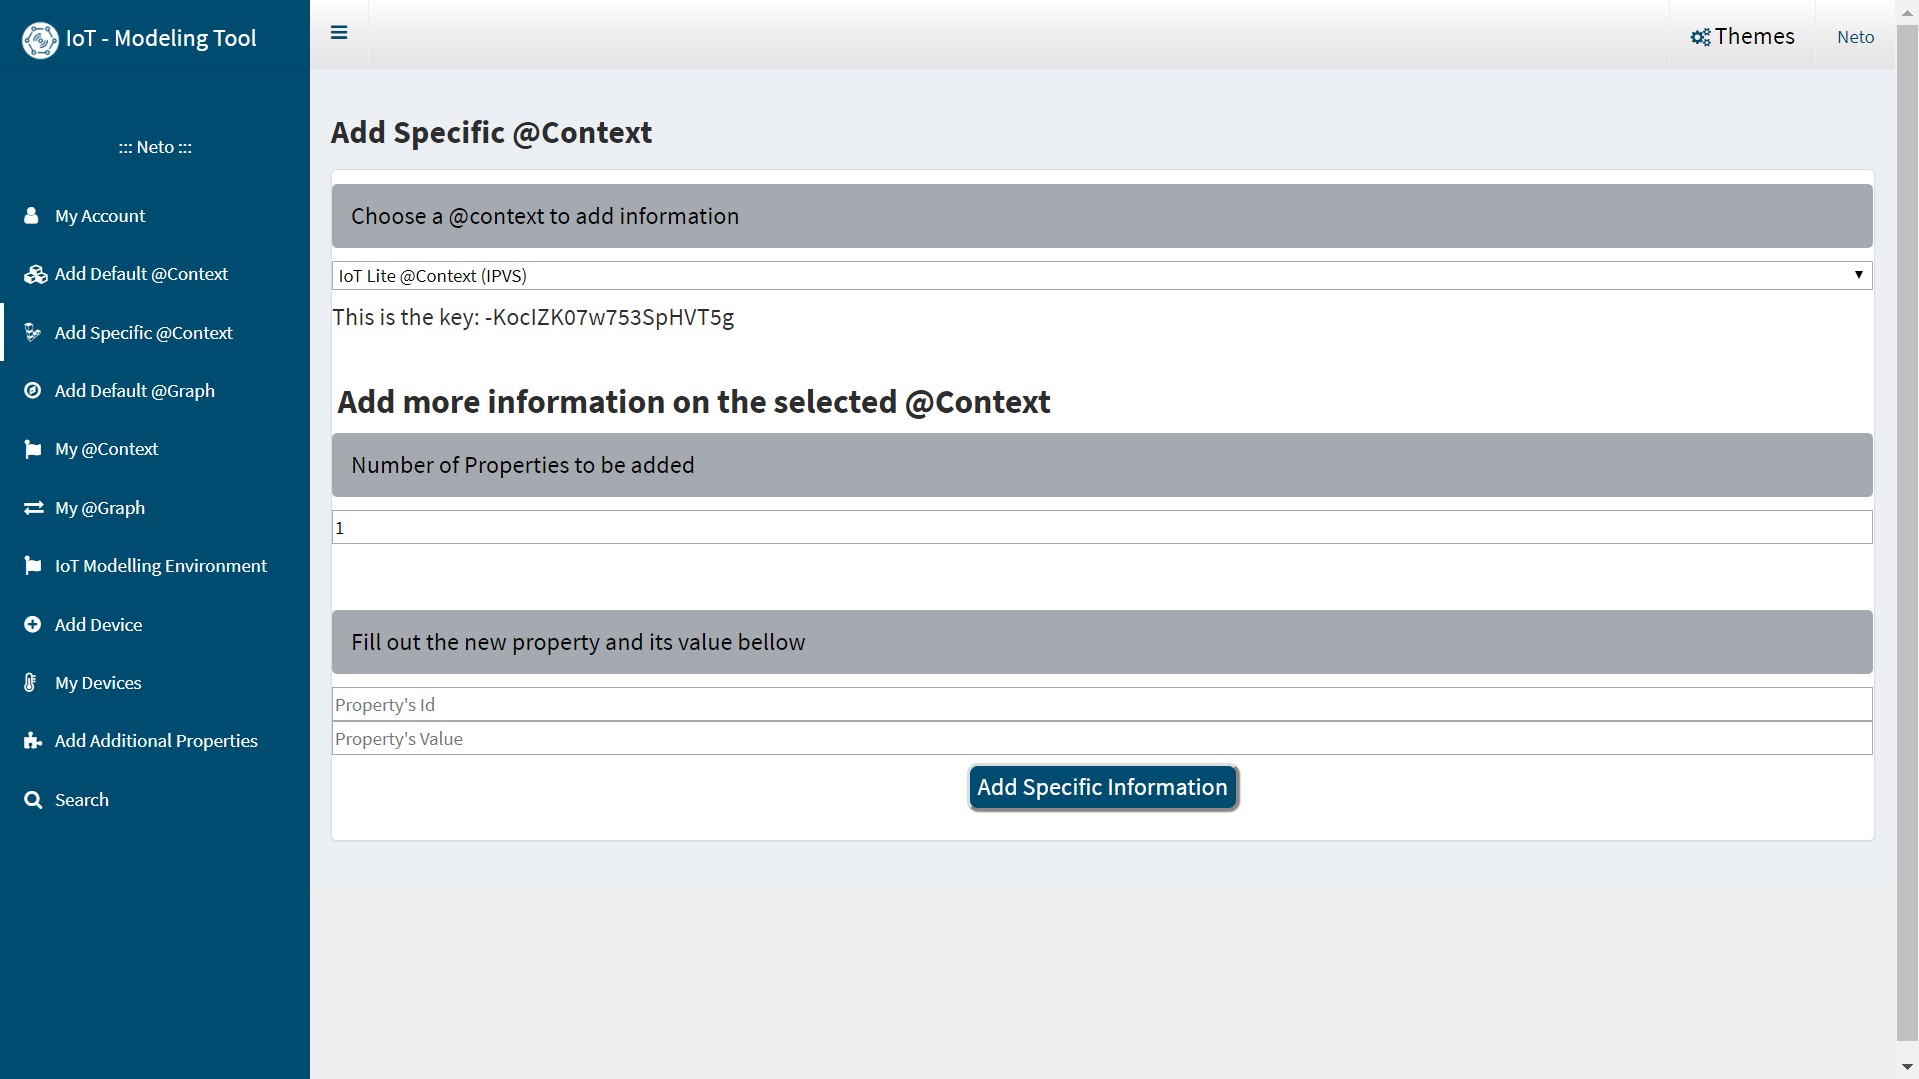 IoT - Modeling Tool
Themes
Neto
::: Neto :::
My Account
Add Default @Context
Add Specific @Context
Add Default @Graph
My @Context
My @Graph
IoT Modelling Environment
Add Device
My Devices
Add Additional Properties
Search
Add Specific @Context
Choose a @context to add information
IoT Lite @Context (IPVS)
This is the key: -KocIZK07w753SpHVT5g
Add more information on the selected @Context
Number of Properties to be added
1
Fill out the new property and its value bellow
Property's Id
Property's Value
Add Specific Information